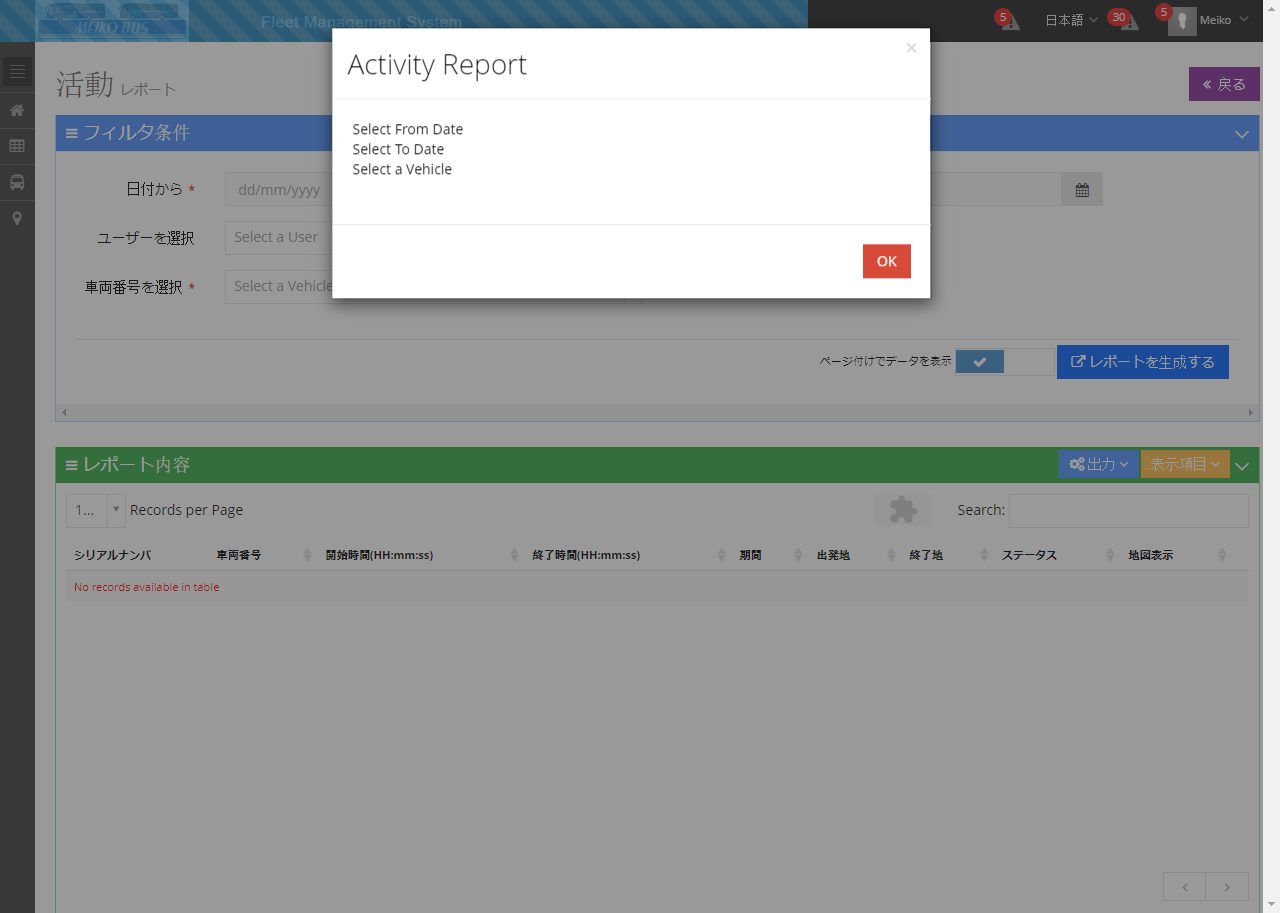 MEIKO BUS
Fleet Management System
5
日本語
30
5
Meiko
×
Activity Report
活動 レポート
« 戻る
フィルタ条件
Select From Date
Select To Date
Select a Vehicle
日付から *
dd/mm/yyyy
ユーザーを選択
Select a User
OK
車両番号を選択 *
Select a Vehicle
ページ付けでデータを表示
レポートを生成する
レポート内容
出力
表示項目
1...
Records per Page
Search:
シリアルナンバ 車両番号 開始時間(HH:mm:ss) 終了時間(HH:mm:ss) 期間 出発地 終了地 ステータス 地図表示
No records available in table